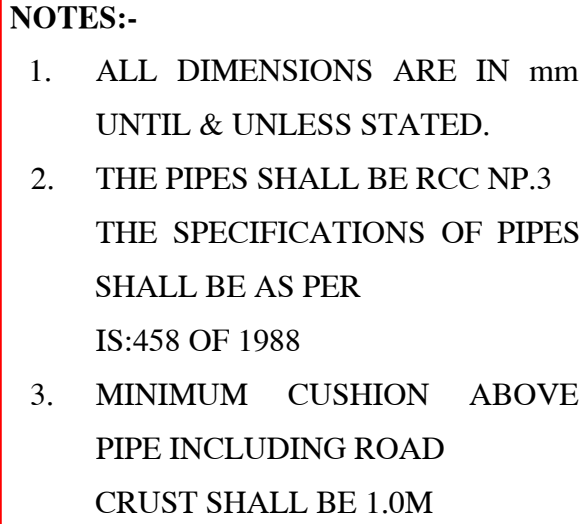 NOTES:-
1. ALL DIMENSIONS ARE IN mm
UNTIL & UNLESS STATED.
2. THE PIPES SHALL BE RCC NP.3
THE SPECIFICATIONS OF PIPES
SHALL BE AS PER
IS:458 OF 1988
3. MINIMUM CUSHION ABOVE
PIPE INCLUDING ROAD
CRUST SHALL BE 1.0M